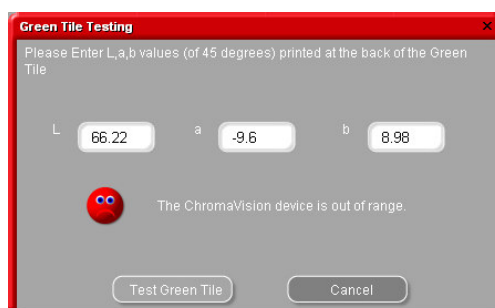 Green Tile Testing
Please Enter L,a,b values (of 45 degrees) printed at the back of the Green
Tile
L 66.22 a -9.6 b 8.98
The ChromaVision device is out of range.
Test Green Tile Cancel